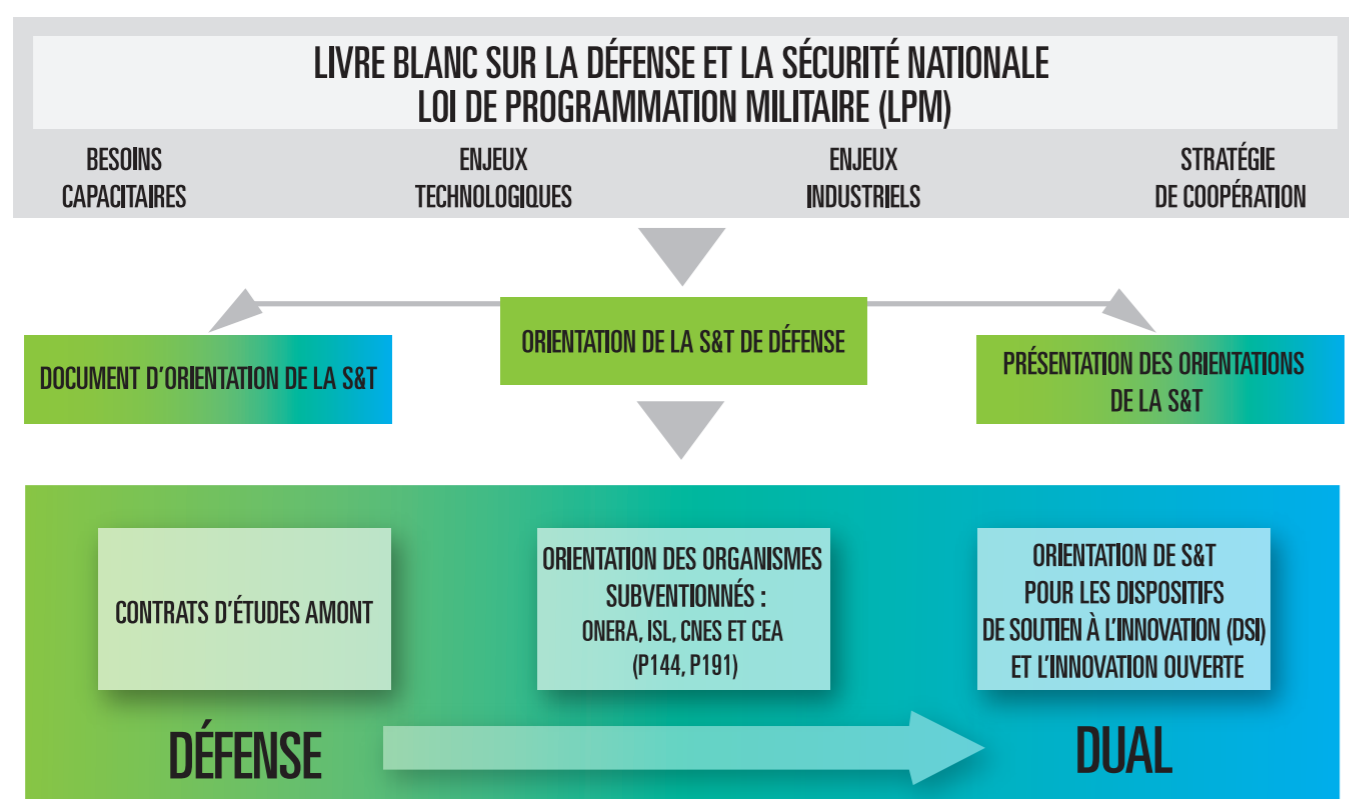 LIVRE BLANC SUR LA DÉFENSE ET LA SÉCURITÉ NATIONALE
LOI DE PROGRAMMATION MILITAIRE (LPM)
BESOINS
CAPACITAIRES
ENJEUX
TECHNOLOGIQUES
ENJEUX
INDUSTRIELS
STRATÉGIE
DE COOPÉRATION
ORIENTATION DE LA S&T DE DÉFENSE
DOCUMENT D'ORIENTATION DE LA S&T
PRÉSENTATION DES ORIENTATIONS
DE LA S&T
CONTRATS D'ÉTUDES AMONT
ORIENTATION DES ORGANISMES
SUBVENTIONNÉS :
ONERA, ISL, CNES ET CEA
(P144, P191)
ORIENTATION DE S&T
POUR LES DISPOSITIFS
DE SOUTIEN À L'INNOVATION (DSI)
ET L'INNOVATION OUVERTE
DÉFENSE
DUAL